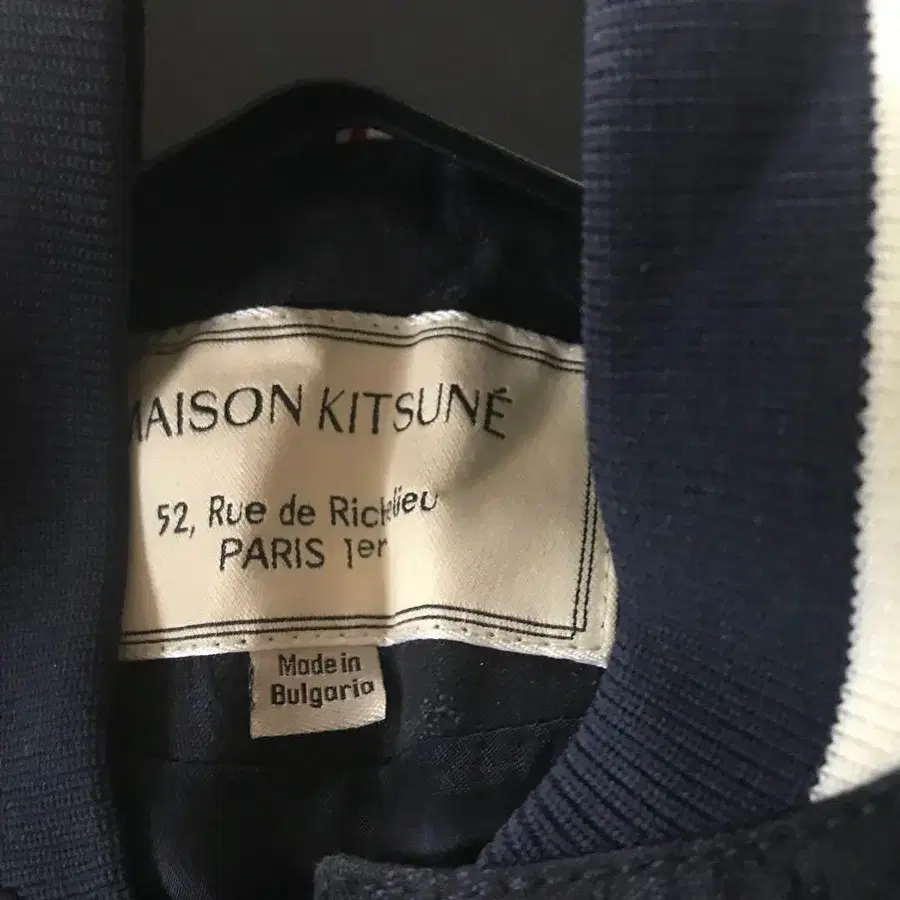 MAISON KITSUNÉ
52, Rue de Richelieu
PARIS 1er
Made in
Bulgaria